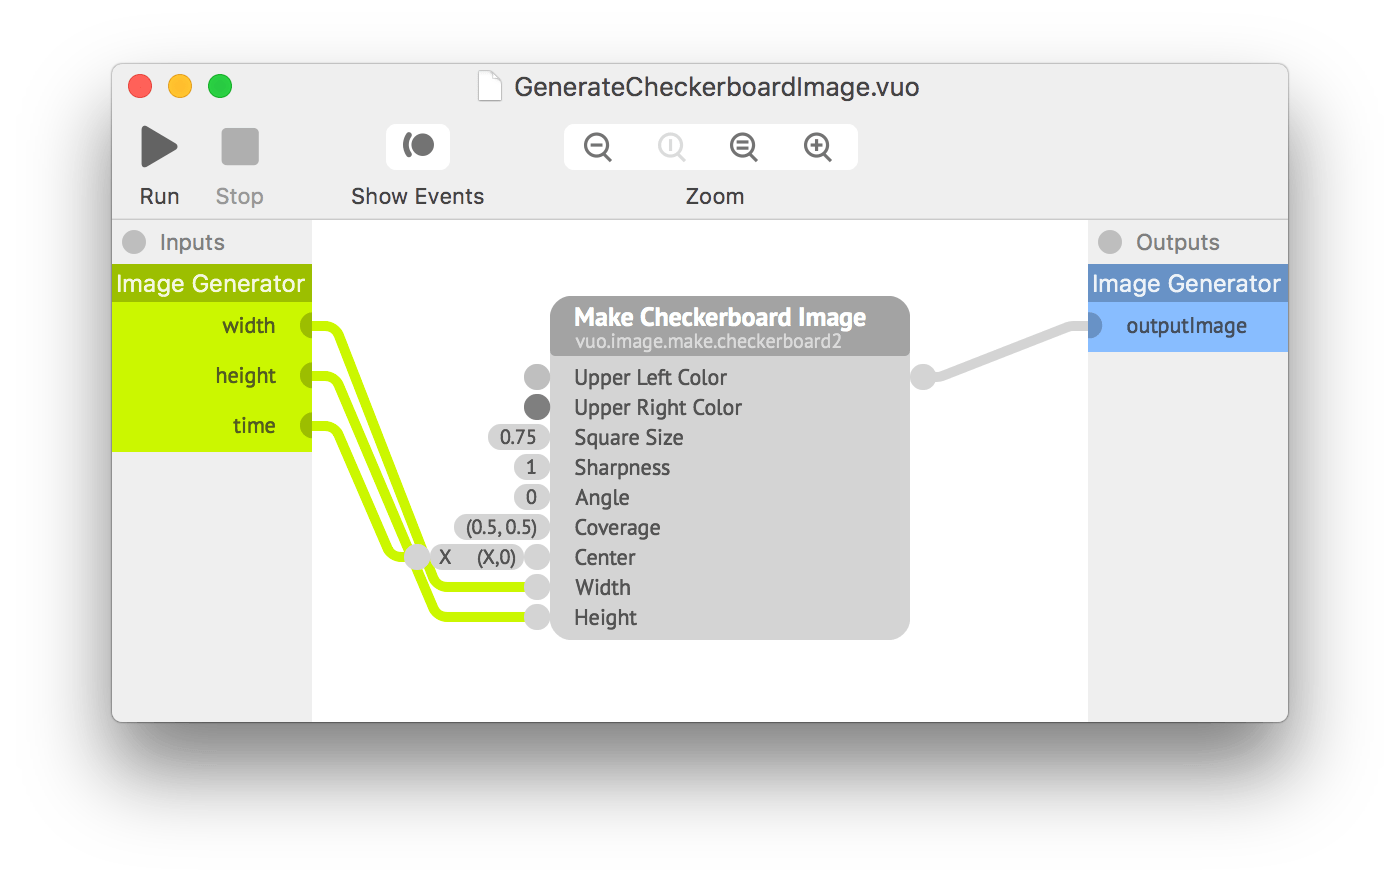 GenerateCheckerboardImage.vuo
Run
Stop
Show Events
Zoom
Inputs
Image Generator
width
height
time
Make Checkerboard Image
vuo.image.make.checkerboard2
Upper Left Color
Upper Right Color
0.75 Square Size
1 Sharpness
0 Angle
(0.5, 0.5) Coverage
X (X,0) Center
Width
Height
Outputs
Image Generator
outputImage